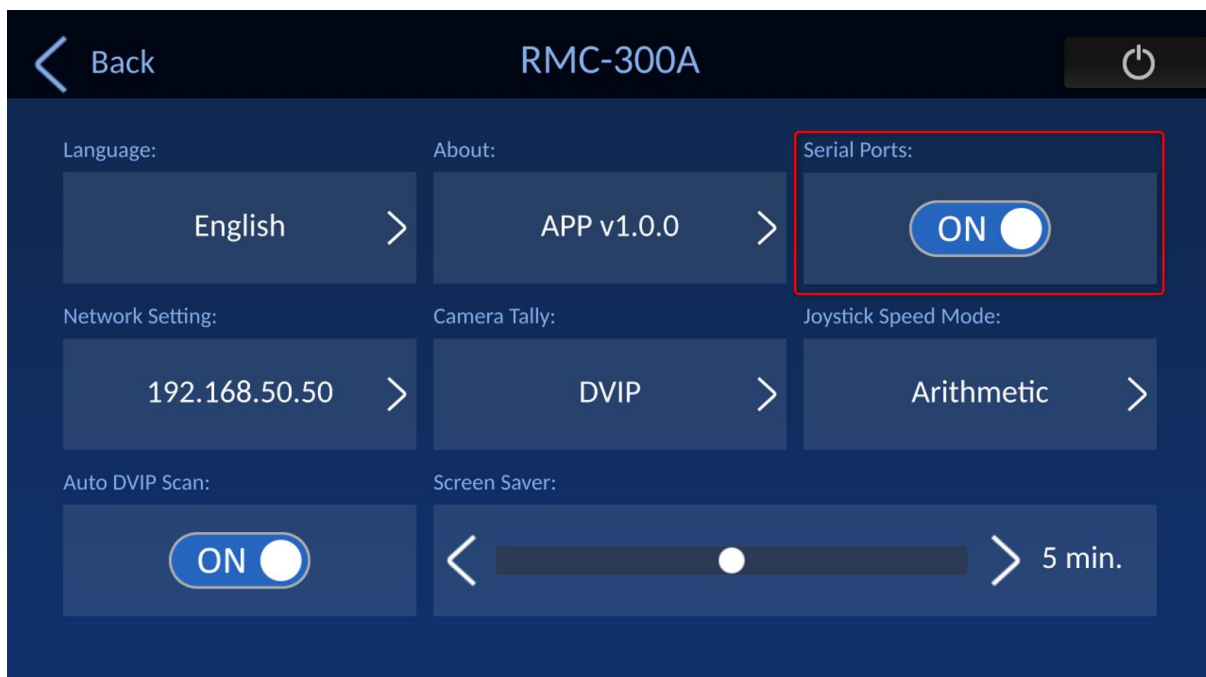 Back
RMC-300A
Language:
About:
Serial Ports:
English
APP v1.0.0
ON
Network Setting:
Camera Tally:
Joystick Speed Mode:
192.168.50.50
DVIP
Arithmetic
Auto DVIP Scan:
Screen Saver:
ON
5 min.